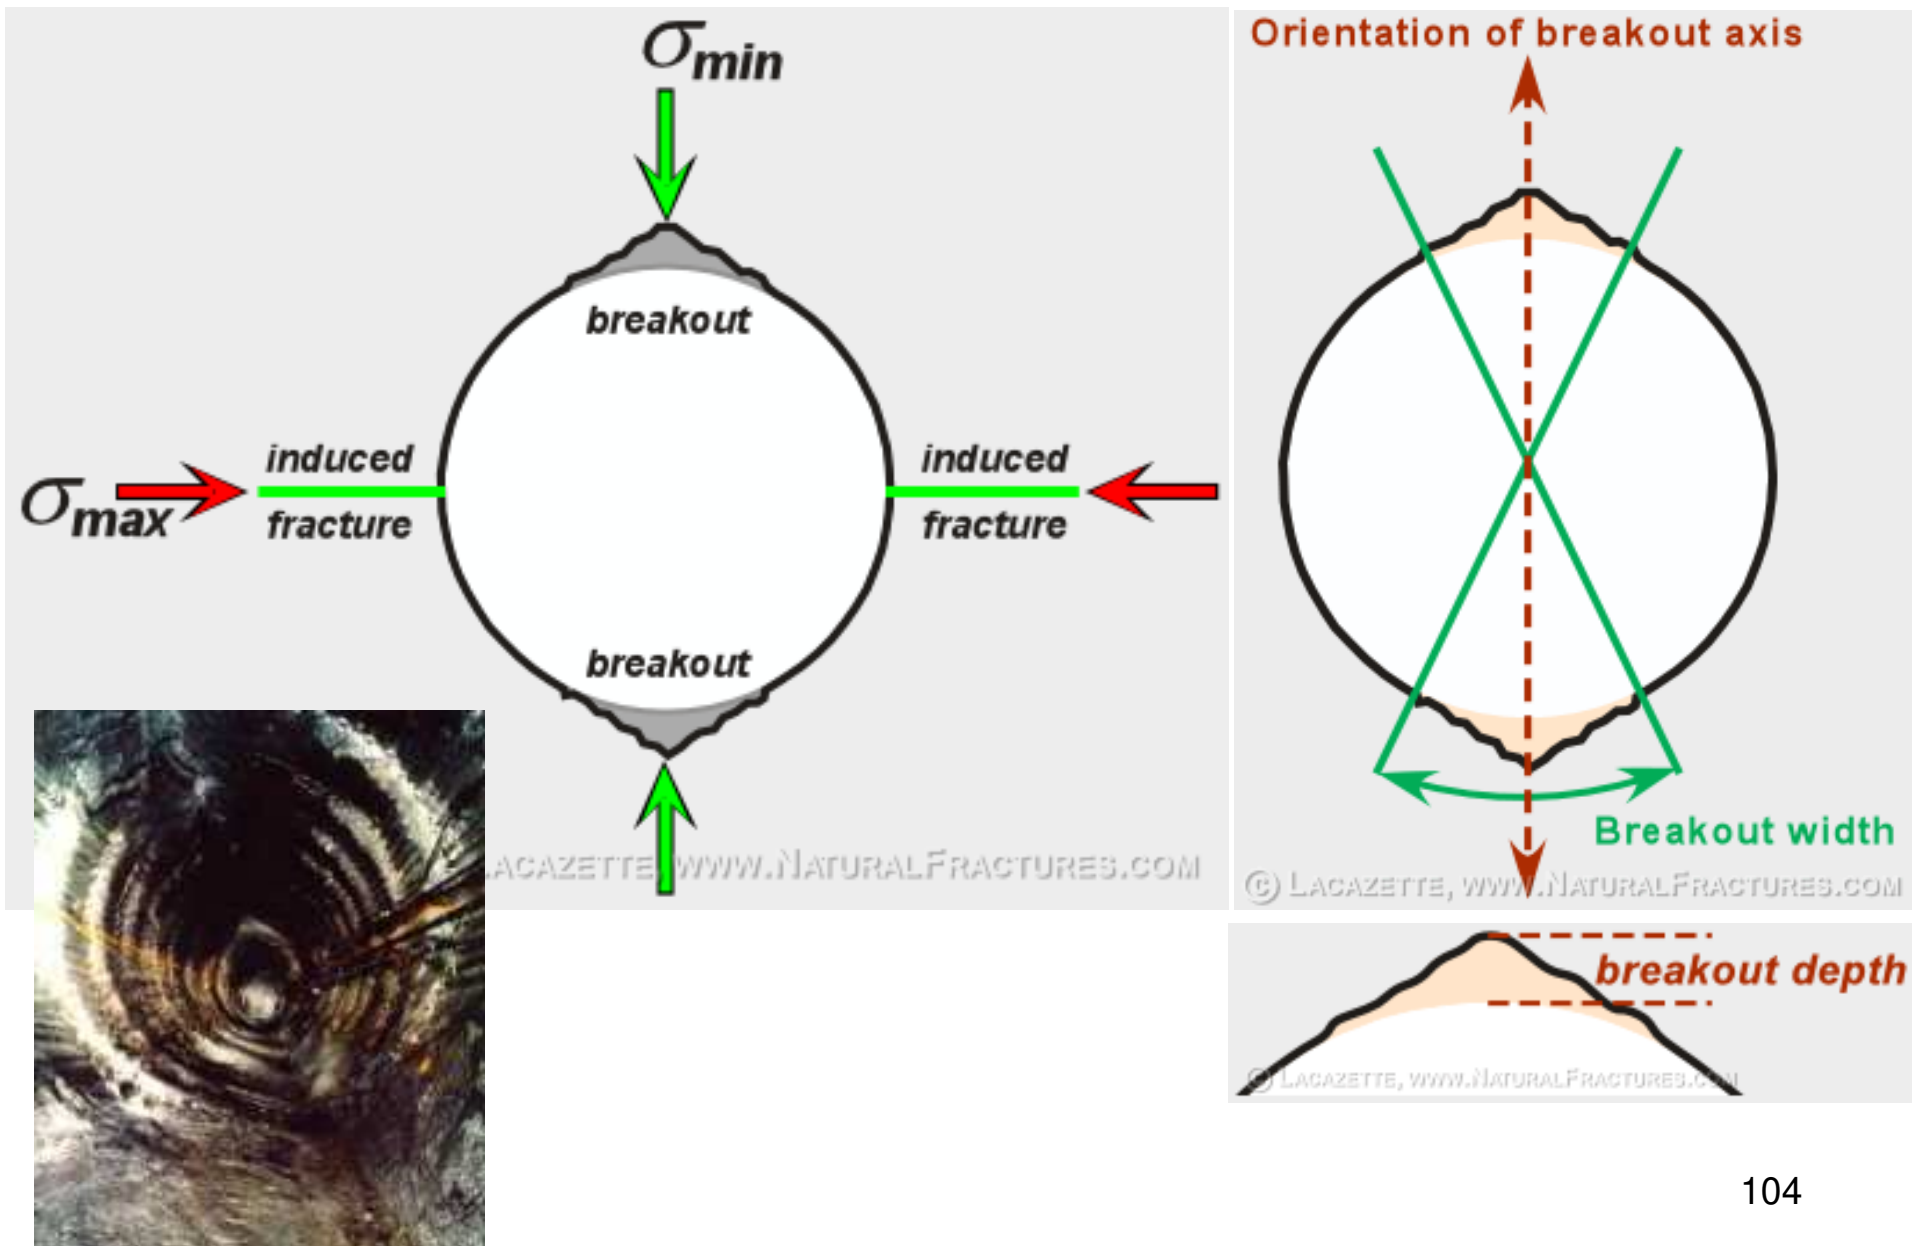 σmin
breakout
σmax
induced
fracture
induced
fracture
breakout
LACAZETTE, WWW.NATURALFRACTURES.COM
Orientation of breakout axis
Breakout width
© LACAZETTE, WWW.NATURALFRACTURES.COM
breakout depth
© LACAZETTE, WWW.NATURALFRACTURES.COM
104